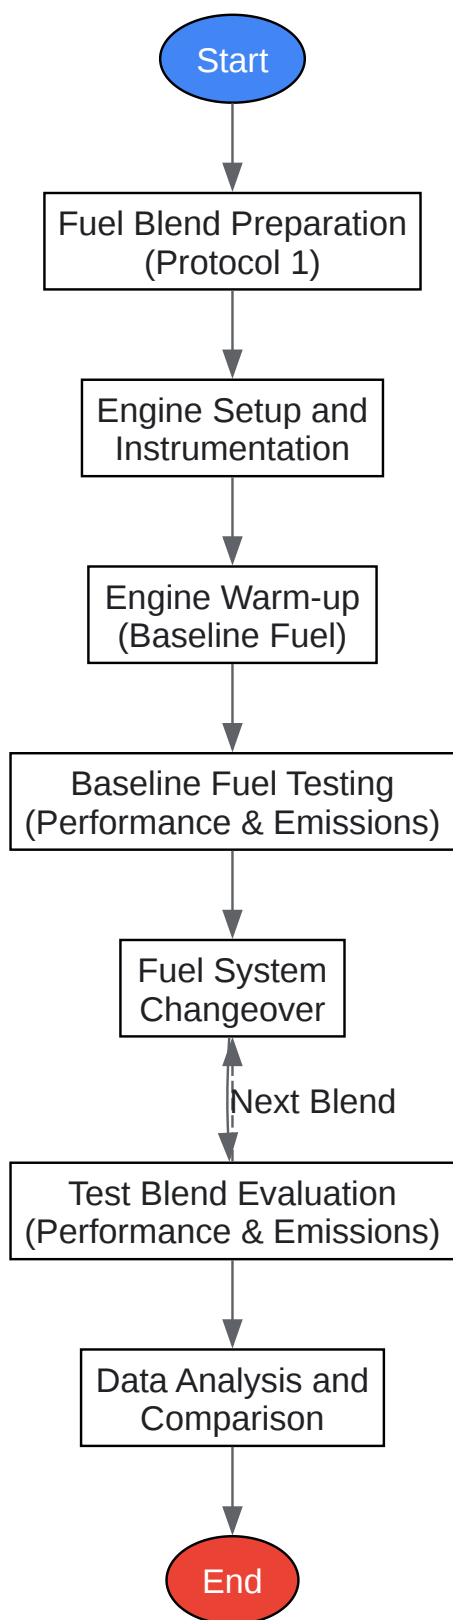 Start
Fuel Blend Preparation
(Protocol 1)
Engine Setup and
Instrumentation
Engine Warm-up
(Baseline Fuel)
Baseline Fuel Testing
(Performance & Emissions)
Fuel System
Changeover
Next Blend
Test Blend Evaluation
(Performance & Emissions)
Data Analysis and
Comparison
End